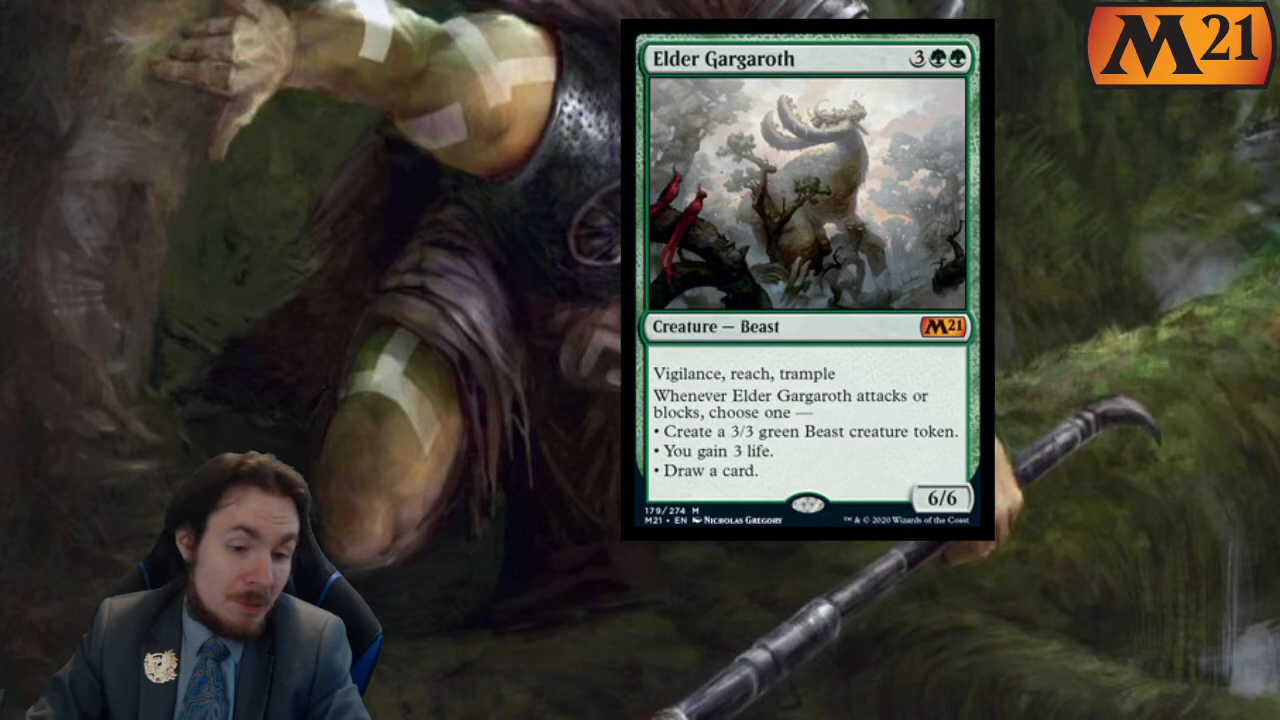 M21
Elder Gargaroth 3
Creature — Beast M21
Vigilance, reach, trample
Whenever Elder Gargaroth attacks or
blocks, choose one —
• Create a 3/3 green Beast creature token.
• You gain 3 life.
• Draw a card.
6/6
179/274 M
M21 • EN Nicholas Gregory ™ & © 2020 Wizards of the Coast